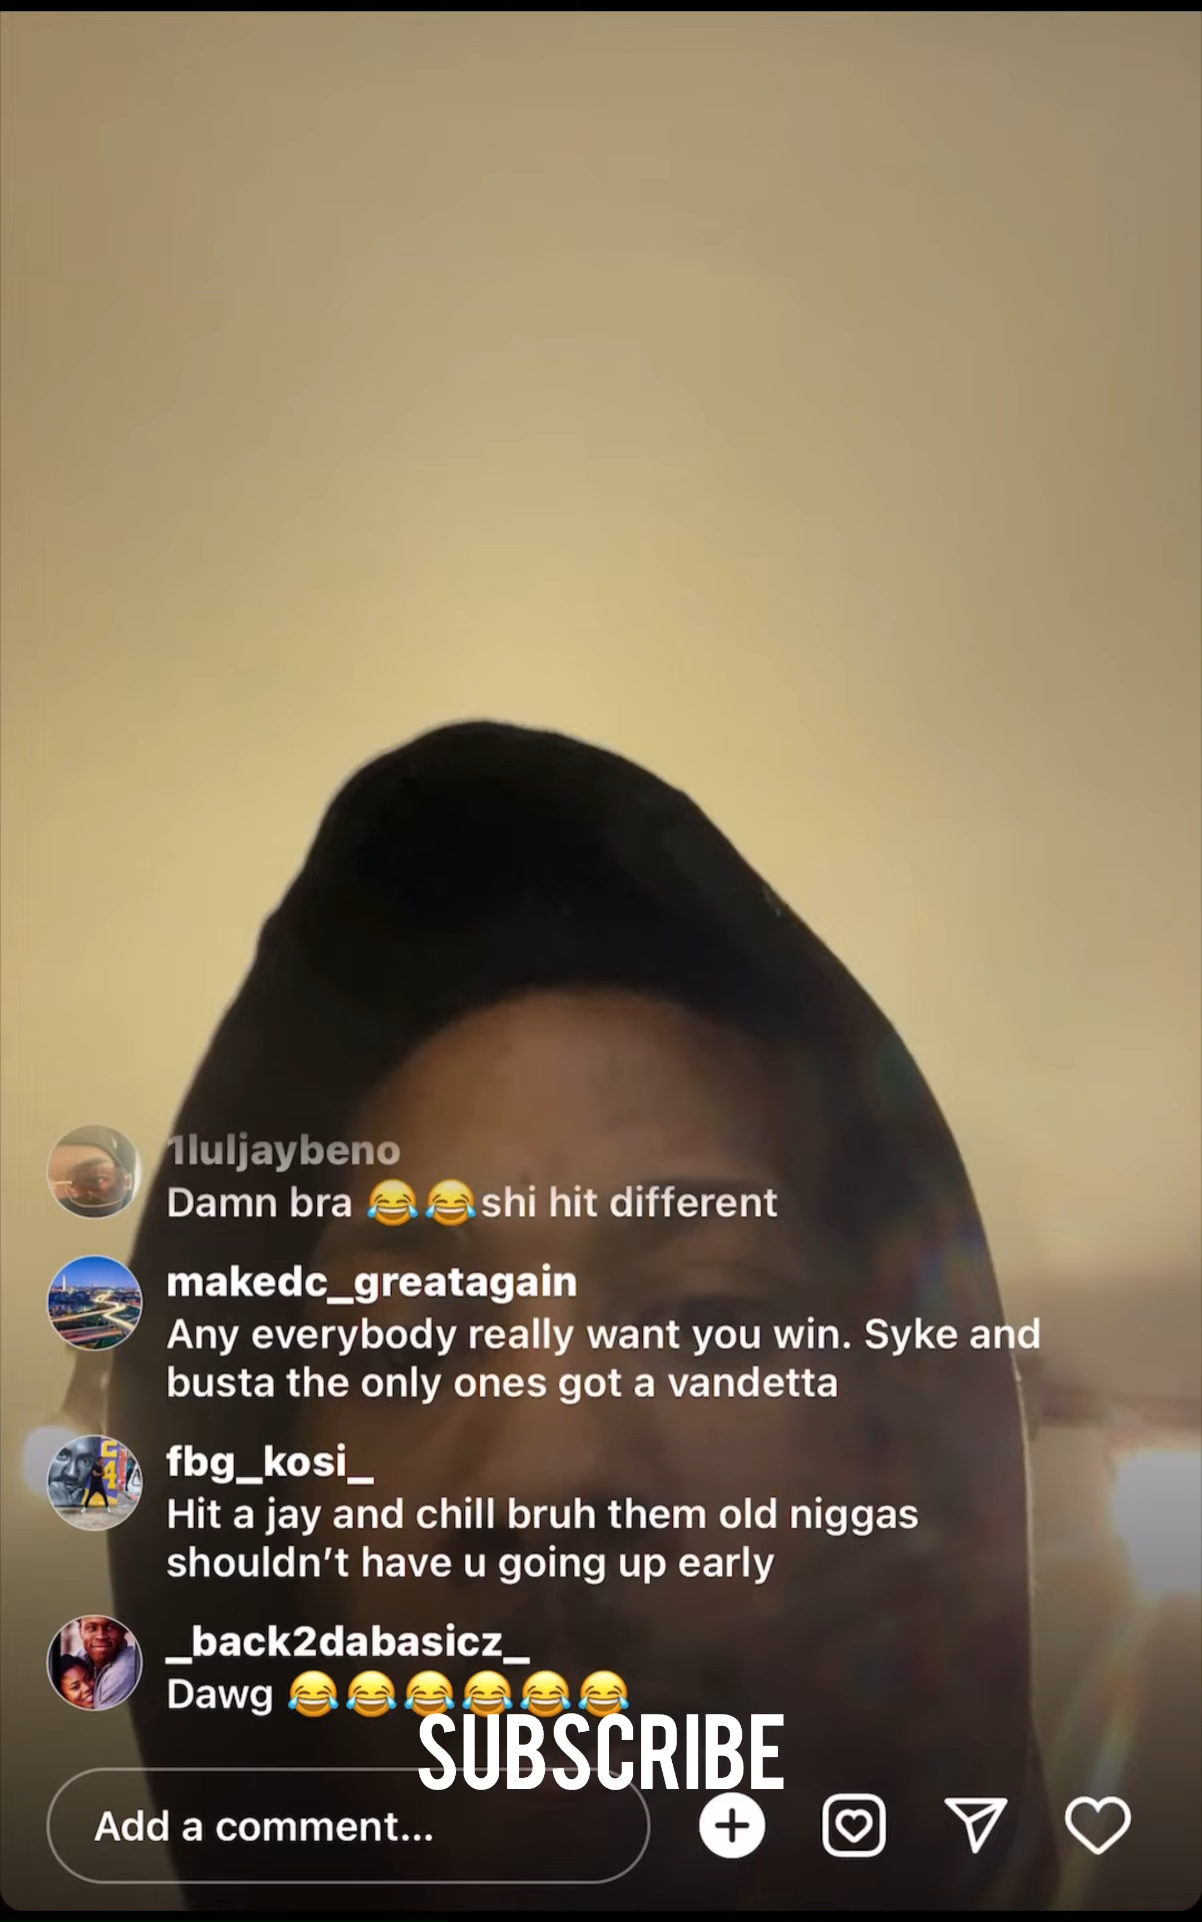 1luljaybeno
Damn bra 😂😂shi hit different
makedc_greatagain
Any everybody really want you win. Syke and
busta the only ones got a vandetta
fbg_kosi_
Hit a jay and chill bruh them old niggas
shouldn’t have u going up early
_back2dabasicz_
Dawg 😂😂😂😂😂😂
SUBSCRIBE
Add a comment...